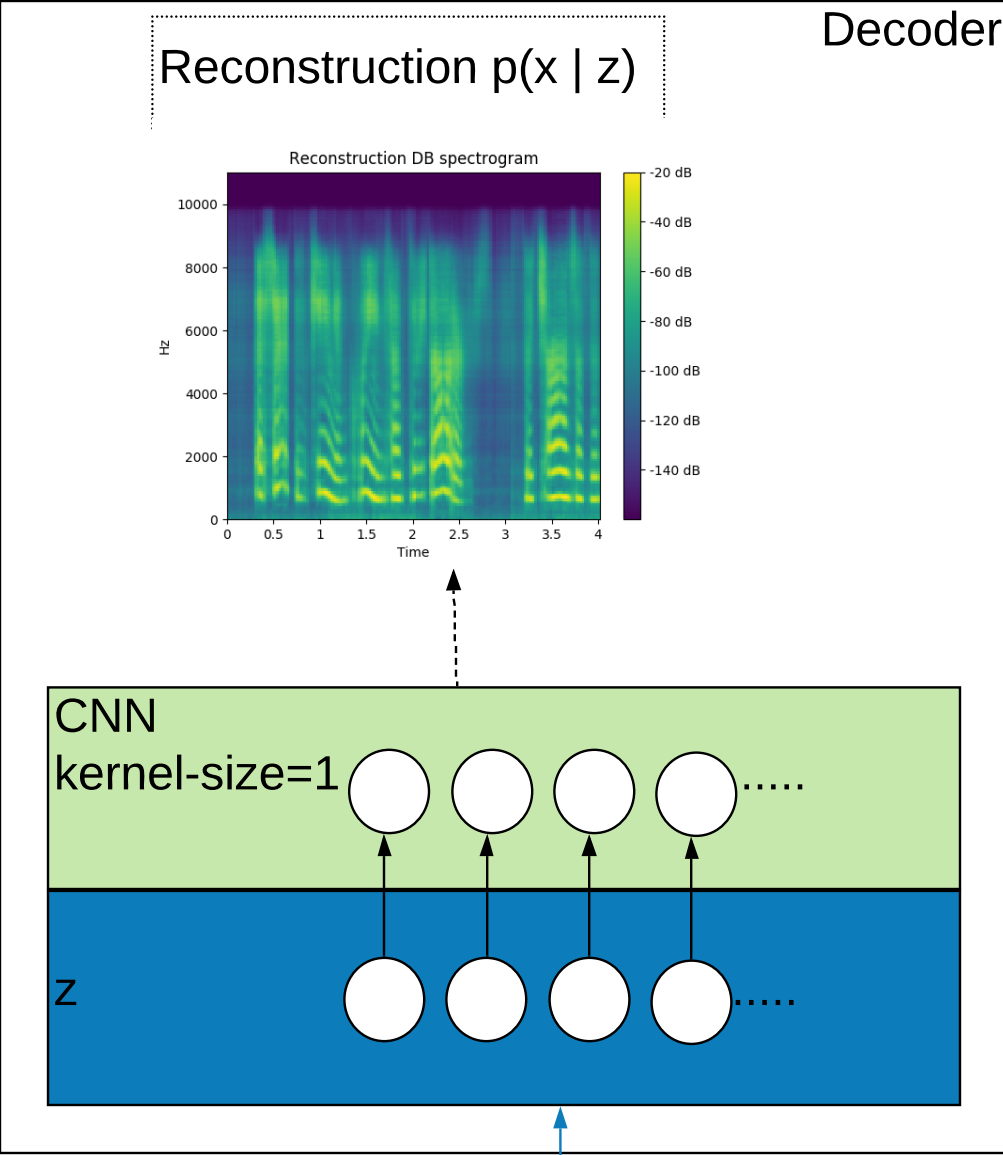 Decoder
Reconstruction p(x | z)
Reconstruction DB spectrogram
-20 dB
10000
-40 dB
8000
-60 dB
6000
-80 dB
Hz
-100 dB
4000
-120 dB
2000
-140 dB
0
0 0.5 1 1.5 2 2.5 3 3.5 4
Time
CNN
kernel-size=1 .....
z .....